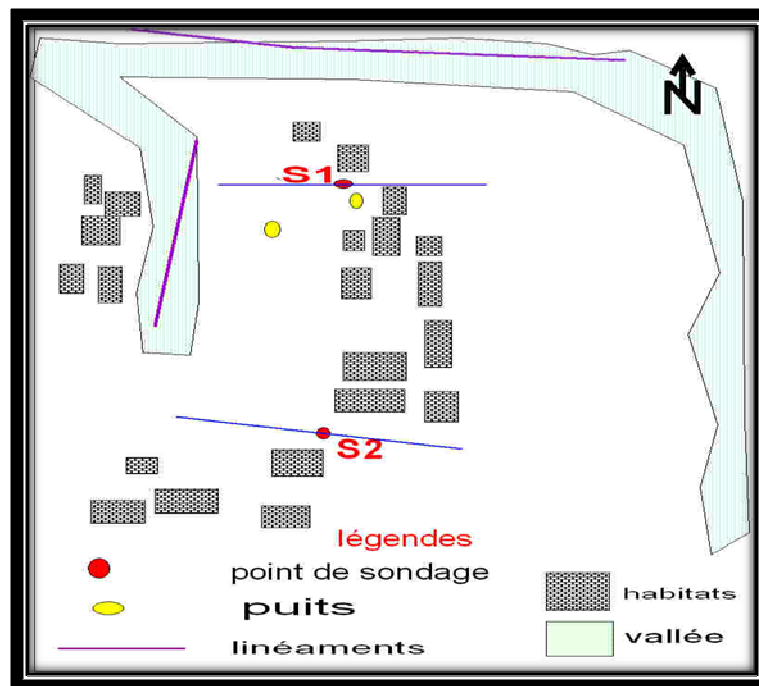 N
S1
S2
légendes
point de sondage
puits
linéaments
habitats
vallée